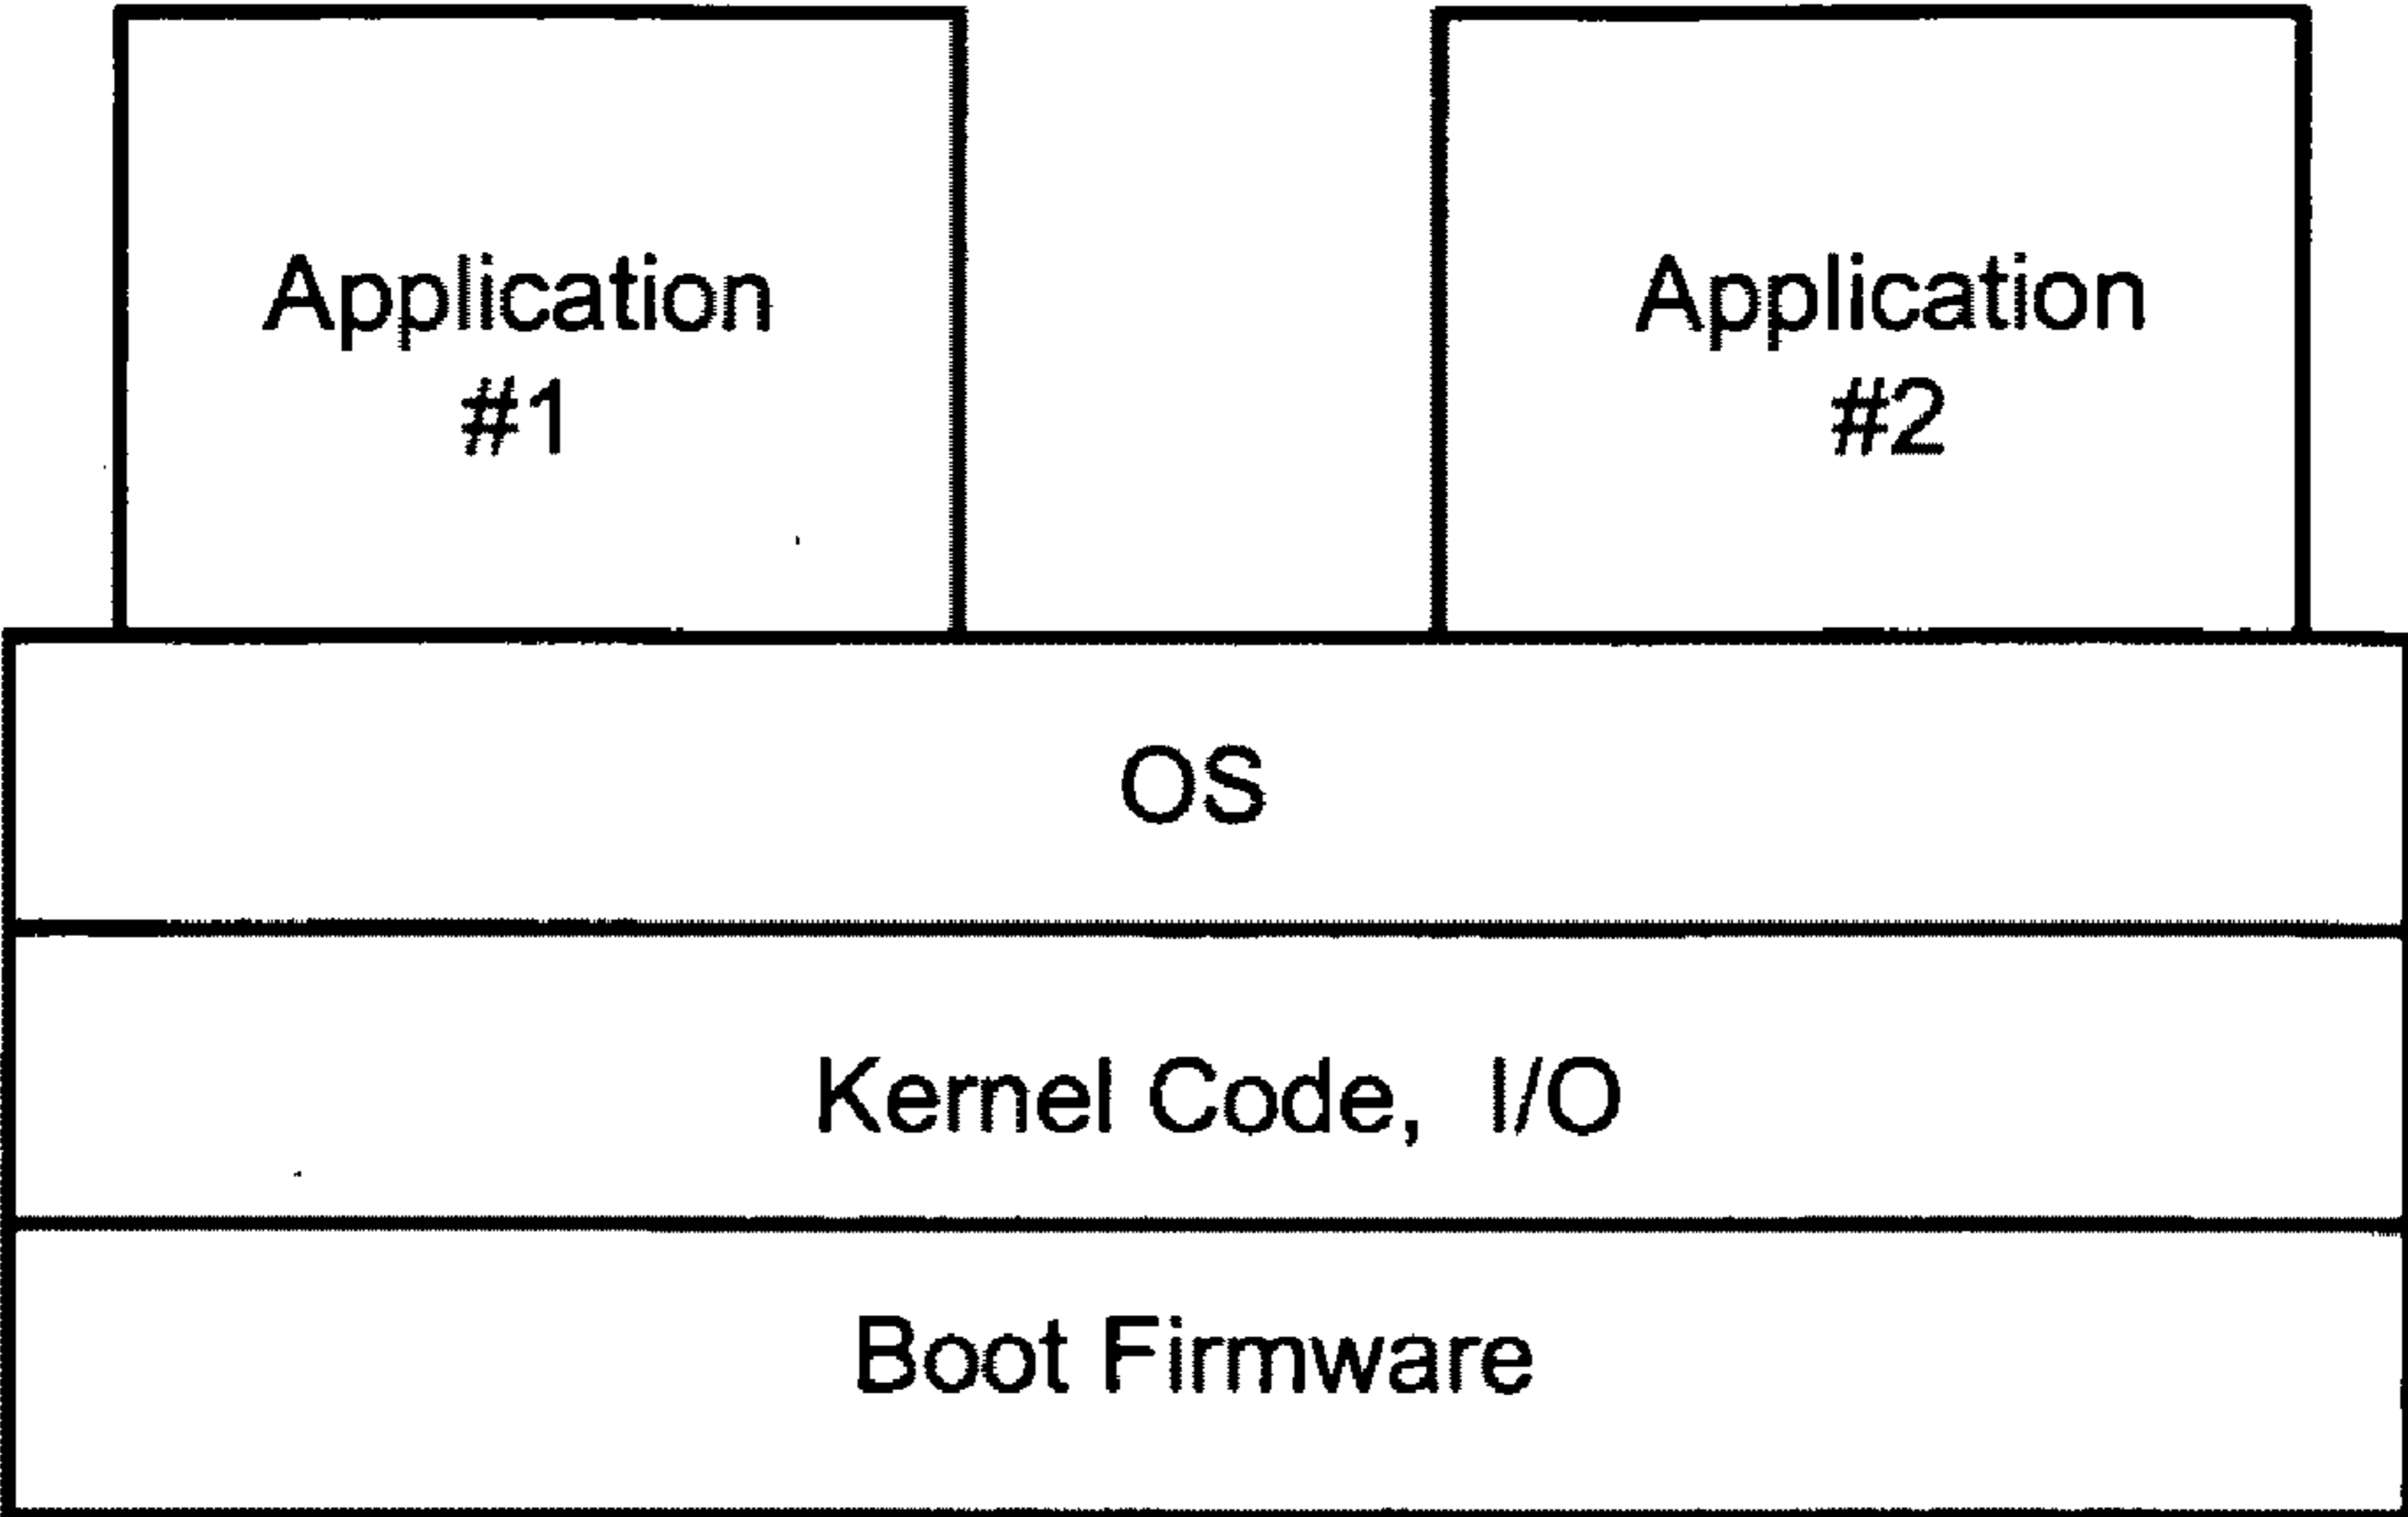 Application
#1
Application
#2
OS
Kernel Code, I/O
Boot Firmware